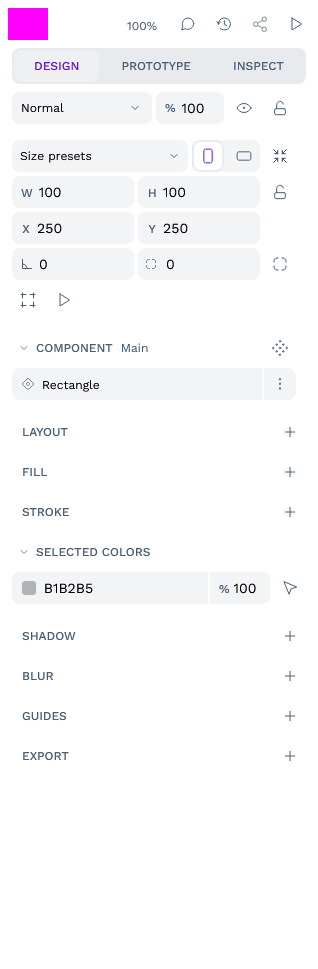 100%
DESIGN PROTOTYPE INSPECT
Normal % 100
Size presets
W 100 H 100
X 250 Y 250
0 0
COMPONENT Main
Rectangle
LAYOUT
FILL
STROKE
SELECTED COLORS
B1B2B5 % 100
SHADOW
BLUR
GUIDES
EXPORT